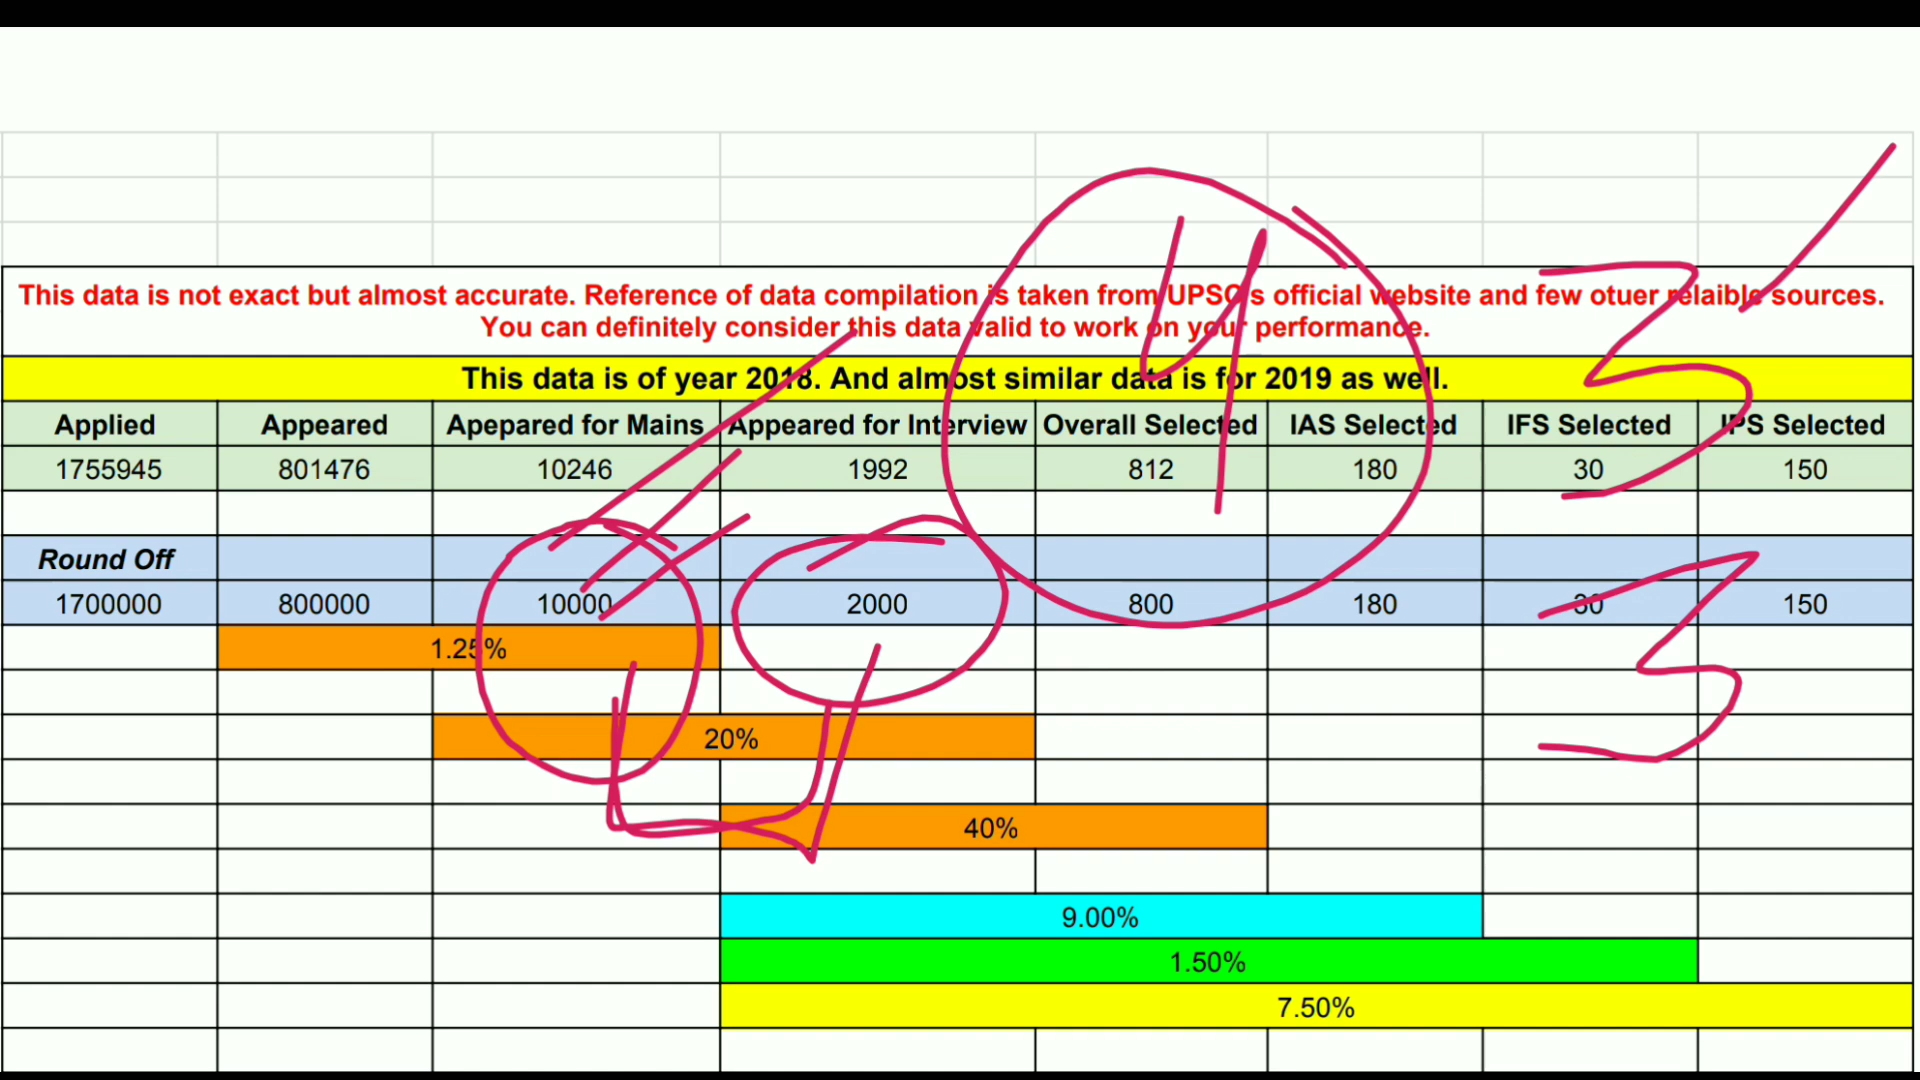 This data is not exact but almost accurate. Reference of data compilation is taken from UPSC's official website and few otuer relaible sources.
You can definitely consider this data valid to work on your performance.
This data is of year 2018. And almost similar data is for 2019 as well.
Applied Appeared Apepared for Mains Appeared for Interview Overall Selected IAS Selected IFS Selected IPS Selected
1755945 801476 10246 1992 812 180 30 150
Round Off
1700000 800000 10000 2000 800 180 30 150
1.25%
20%
40%
9.00%
1.50%
7.50%